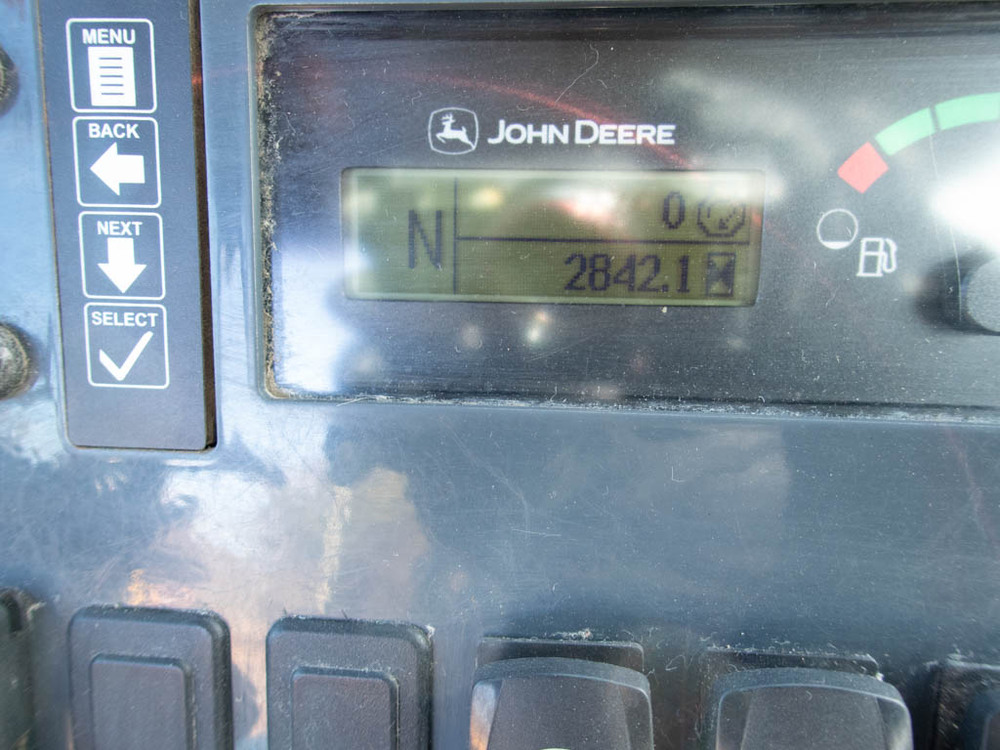 MENU
BACK
NEXT
SELECT
JOHN DEERE
N
0
2842.1